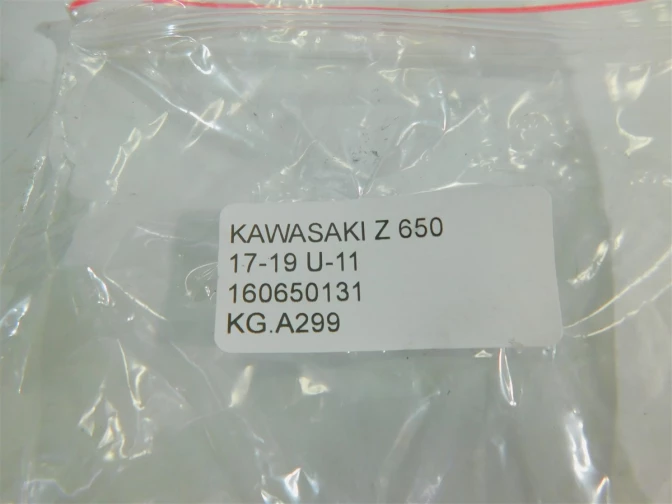 KAWASAKI Z 650
17-19 U-11
160650131
KG.A299